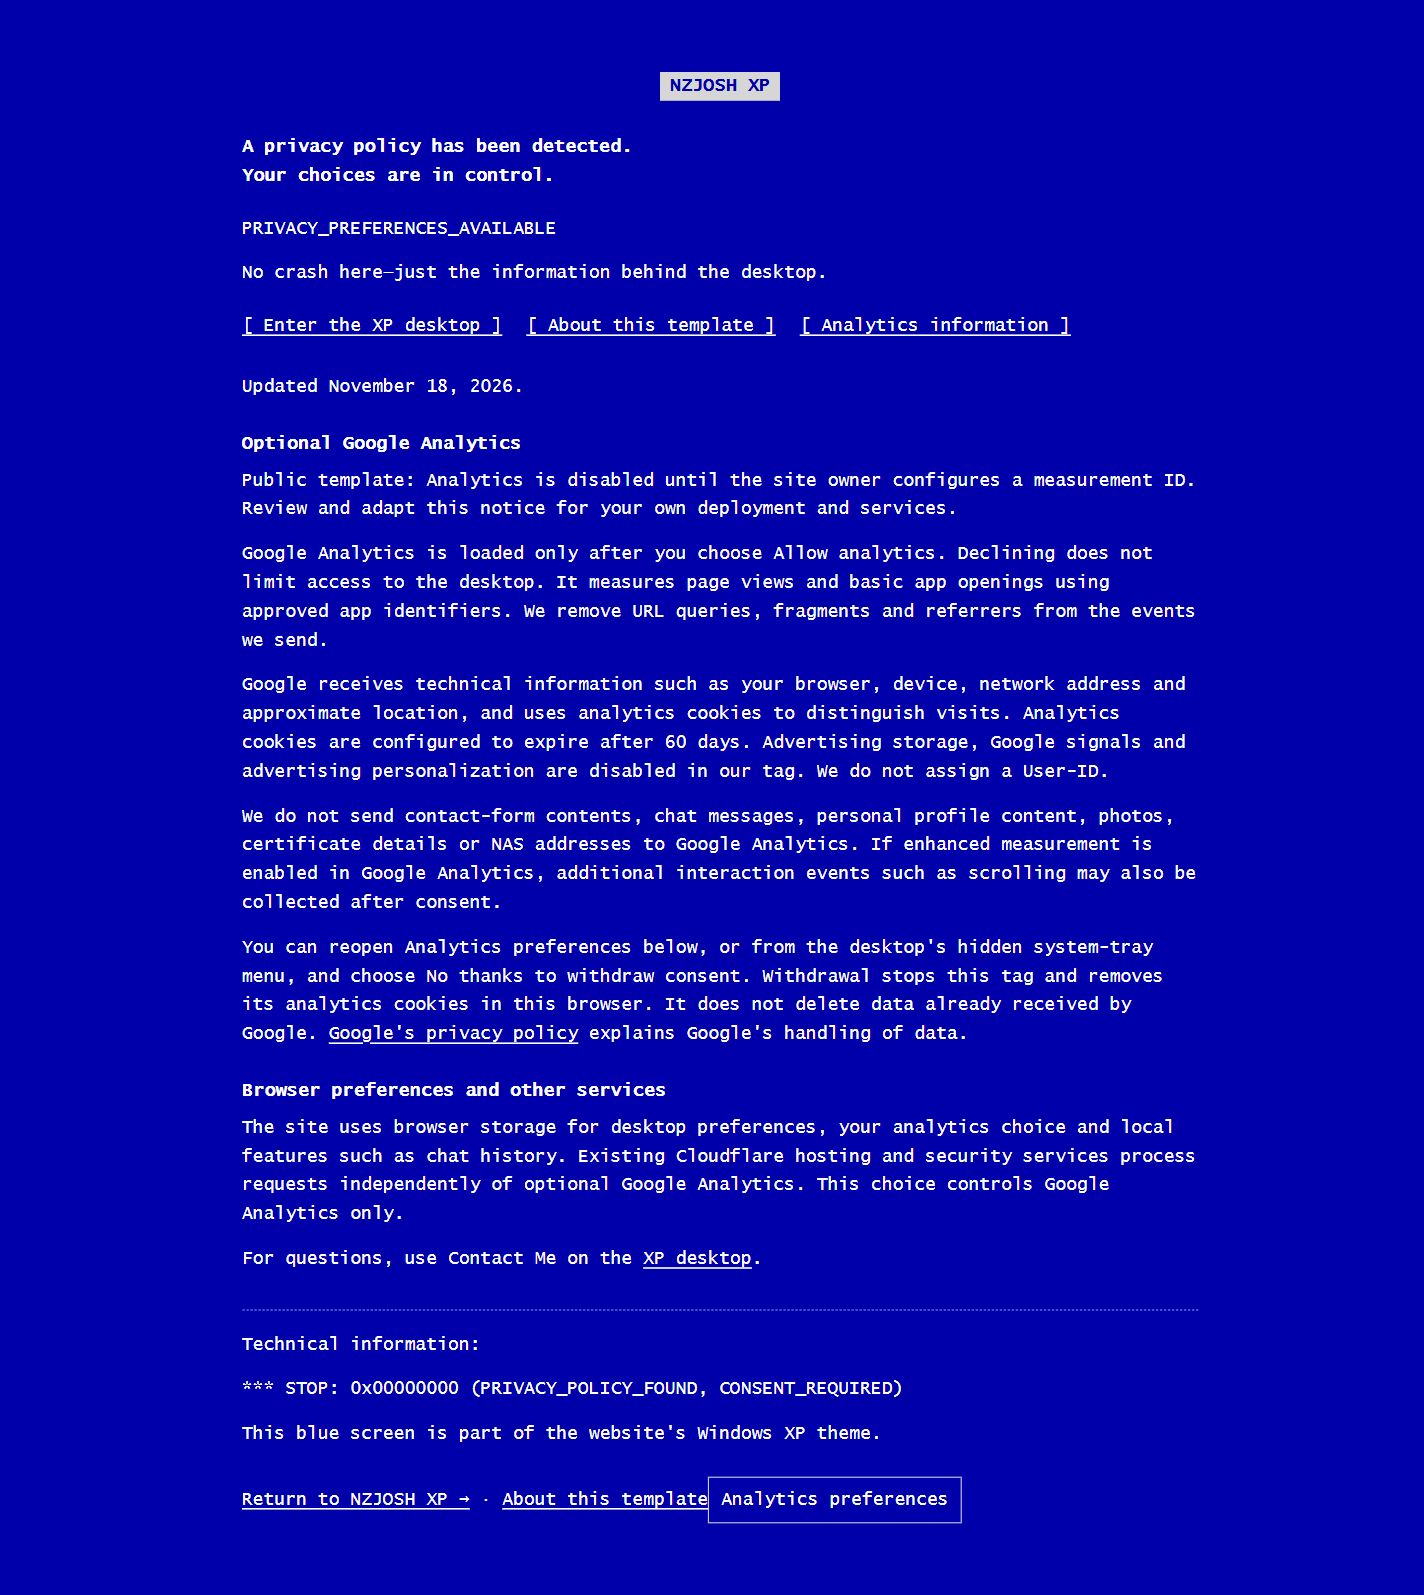 NZJOSH XP
A privacy policy has been detected.
Your choices are in control.
PRIVACY_PREFERENCES_AVAILABLE
No crash here—just the information behind the desktop.
[ Enter the XP desktop ] [ About this template ] [ Analytics information ]
Updated November 18, 2026.
Optional Google Analytics
Public template: Analytics is disabled until the site owner configures a measurement ID.
Review and adapt this notice for your own deployment and services.
Google Analytics is loaded only after you choose Allow analytics. Declining does not
limit access to the desktop. It measures page views and basic app openings using
approved app identifiers. We remove URL queries, fragments and referrers from the events
we send.
Google receives technical information such as your browser, device, network address and
approximate location, and uses analytics cookies to distinguish visits. Analytics
cookies are configured to expire after 60 days. Advertising storage, Google signals and
advertising personalization are disabled in our tag. We do not assign a User-ID.
We do not send contact-form contents, chat messages, personal profile content, photos,
certificate details or NAS addresses to Google Analytics. If enhanced measurement is
enabled in Google Analytics, additional interaction events such as scrolling may also be
collected after consent.
You can reopen Analytics preferences below, or from the desktop's hidden system-tray
menu, and choose No thanks to withdraw consent. Withdrawal stops this tag and removes
its analytics cookies in this browser. It does not delete data already received by
Google. Google's privacy policy explains Google's handling of data.
Browser preferences and other services
The site uses browser storage for desktop preferences, your analytics choice and local
features such as chat history. Existing Cloudflare hosting and security services process
requests independently of optional Google Analytics. This choice controls Google
Analytics only.
For questions, use Contact Me on the XP desktop.
Technical information:
*** STOP: 0x00000000 (PRIVACY_POLICY_FOUND, CONSENT_REQUIRED)
This blue screen is part of the website's Windows XP theme.
Return to NZJOSH XP → · About this template Analytics preferences